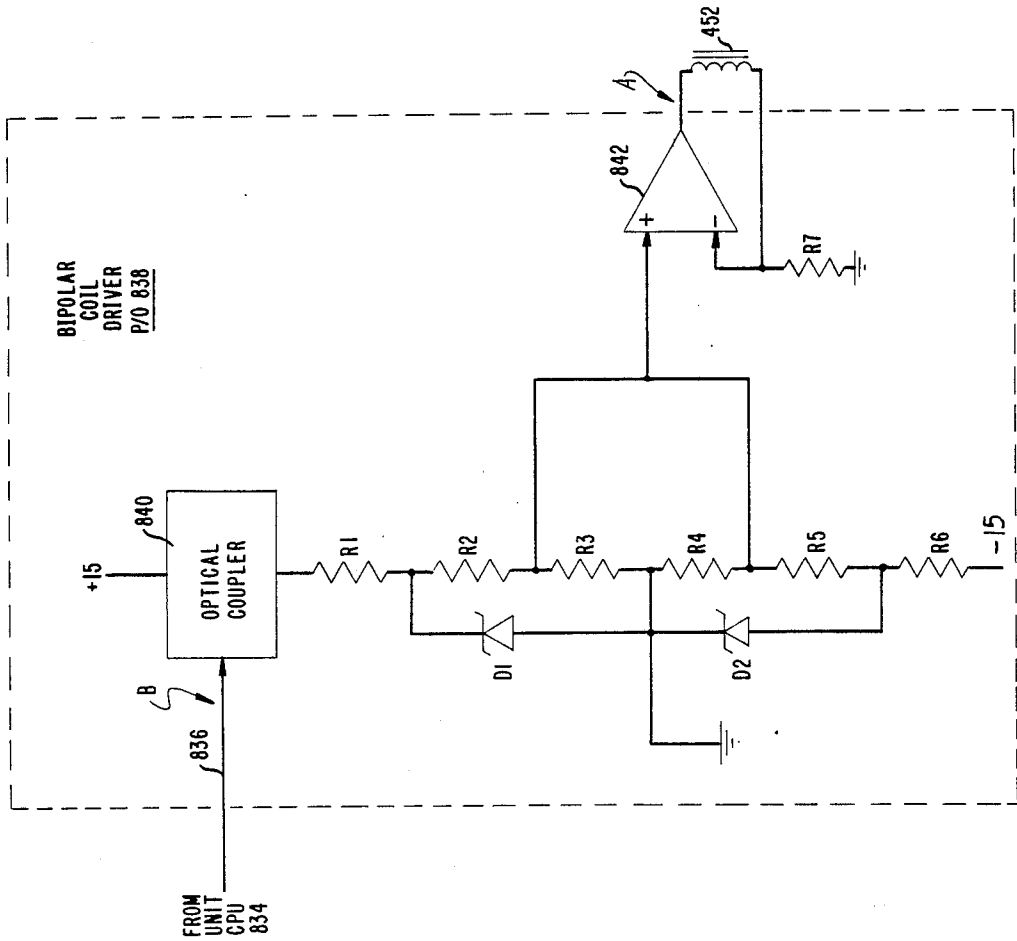 BIPOLAR
COIL
DRIVER
P/O 838
+15
840
OPTICAL
COUPLER
B
836
FROM
UNIT
CPU
834
R1
R2
R3
R4
R5
R6
-15
D1
D2
842
+
-
A
452
R7